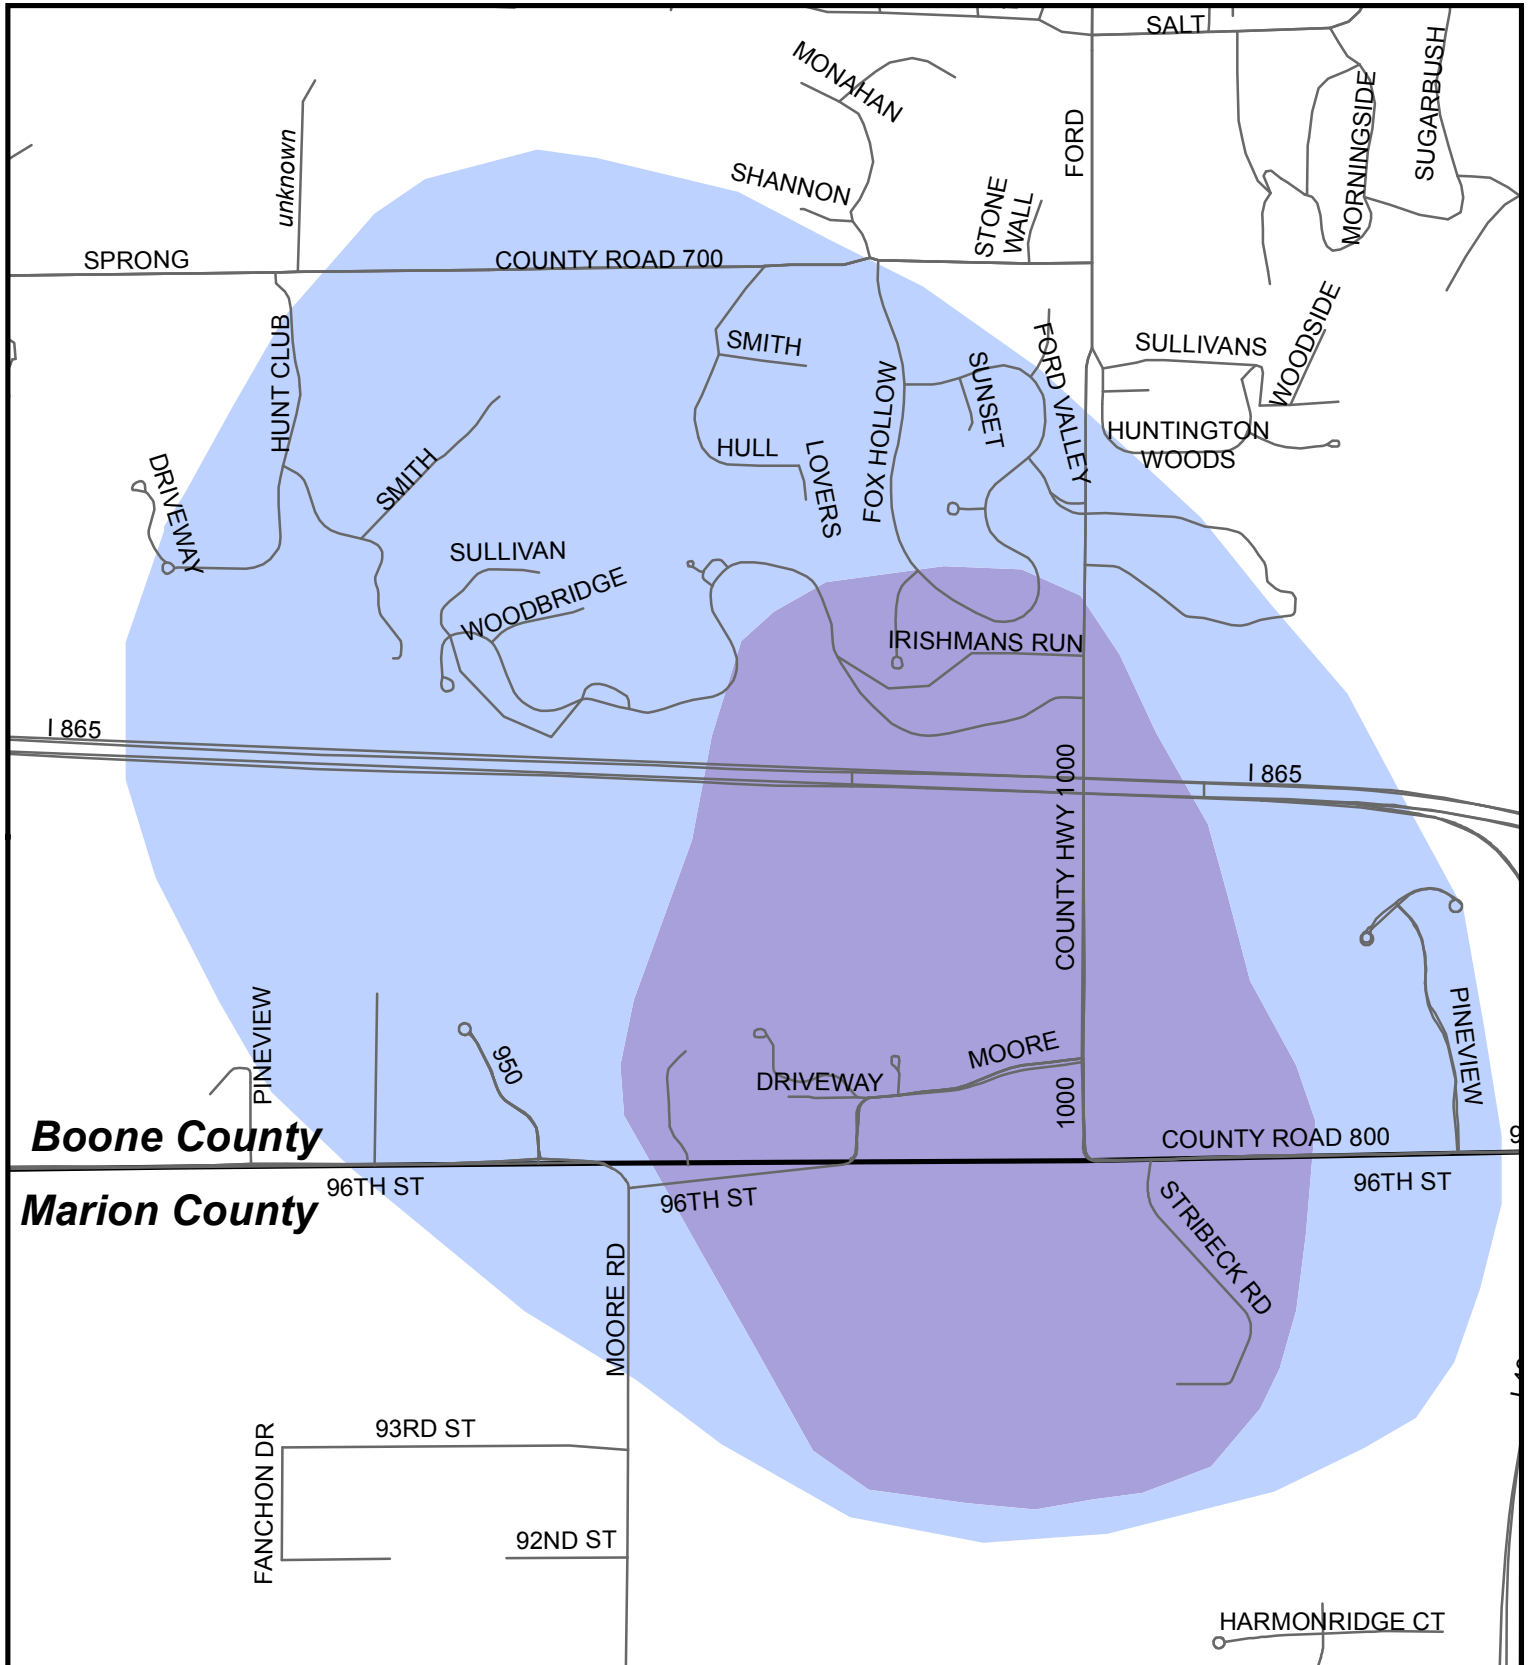 SALT
MONAHAN
SUGARBUSH
MORNINGSIDE
FORD
unknown
SHANNON
STONE
WALL
SPRONG
COUNTY ROAD 700
HUNT CLUB
SMITH
FORD VALLEY
SUNSET
SULLIVANS
WOODSIDE
FOX HOLLOW
HUNTINGTON
WOODS
HULL
LOVERS
DRIVEWAY
SMITH
SULLIVAN
WOODBRIDGE
IRISHMANS RUN
I 865
I 865
COUNTY HWY 1000
PINEVIEW
950
MOORE
DRIVEWAY
1000
PINEVIEW
Boone County
COUNTY ROAD 800
9
96TH ST
96TH ST
96TH ST
Marion County
STRIBECK RD
MOORE RD
93RD ST
FANCHON DR
92ND ST
HARMONRIDGE CT